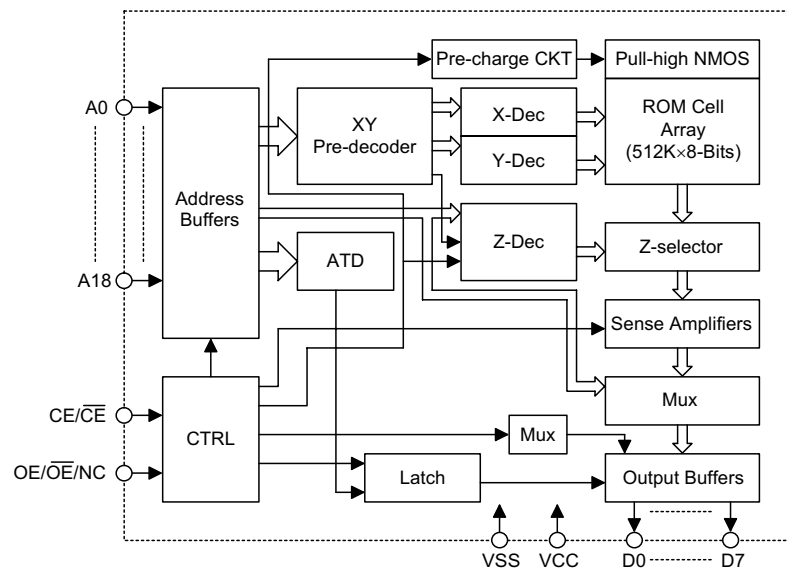 Pre-charge CKT
Pull-high NMOS
A0
XY
Pre-decoder
X-Dec
Y-Dec
ROM Cell
Array
(512K×8-Bits)
Address
Buffers
Z-Dec
Z-selector
ATD
A18
Sense Amplifiers
CE/C̅E̅
CTRL
Mux
Mux
OE/O̅E̅/NC
Latch
Output Buffers
VSS
VCC
D0
D7